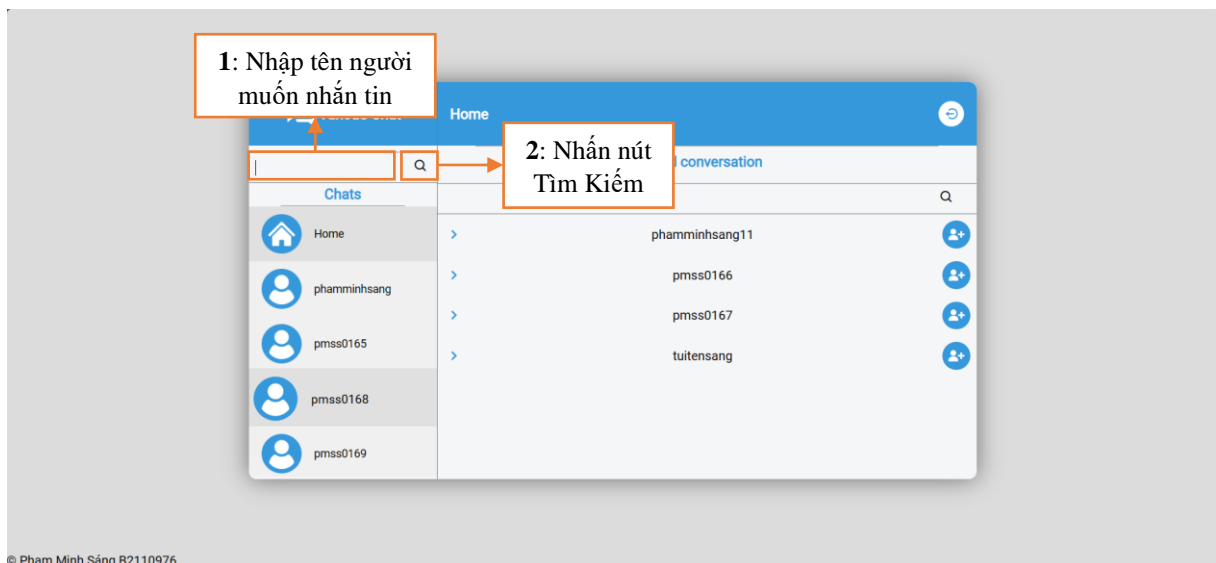 1: Nhập tên người
muốn nhắn tin
Home
2: Nhấn nút
Tìm Kiếm
conversation
Chats
Home
phamminhsang
pmss0165
pmss0168
pmss0169
phamminhsang11
pmss0166
pmss0167
tuitensang
© Phạm Minh Sáng B2110976